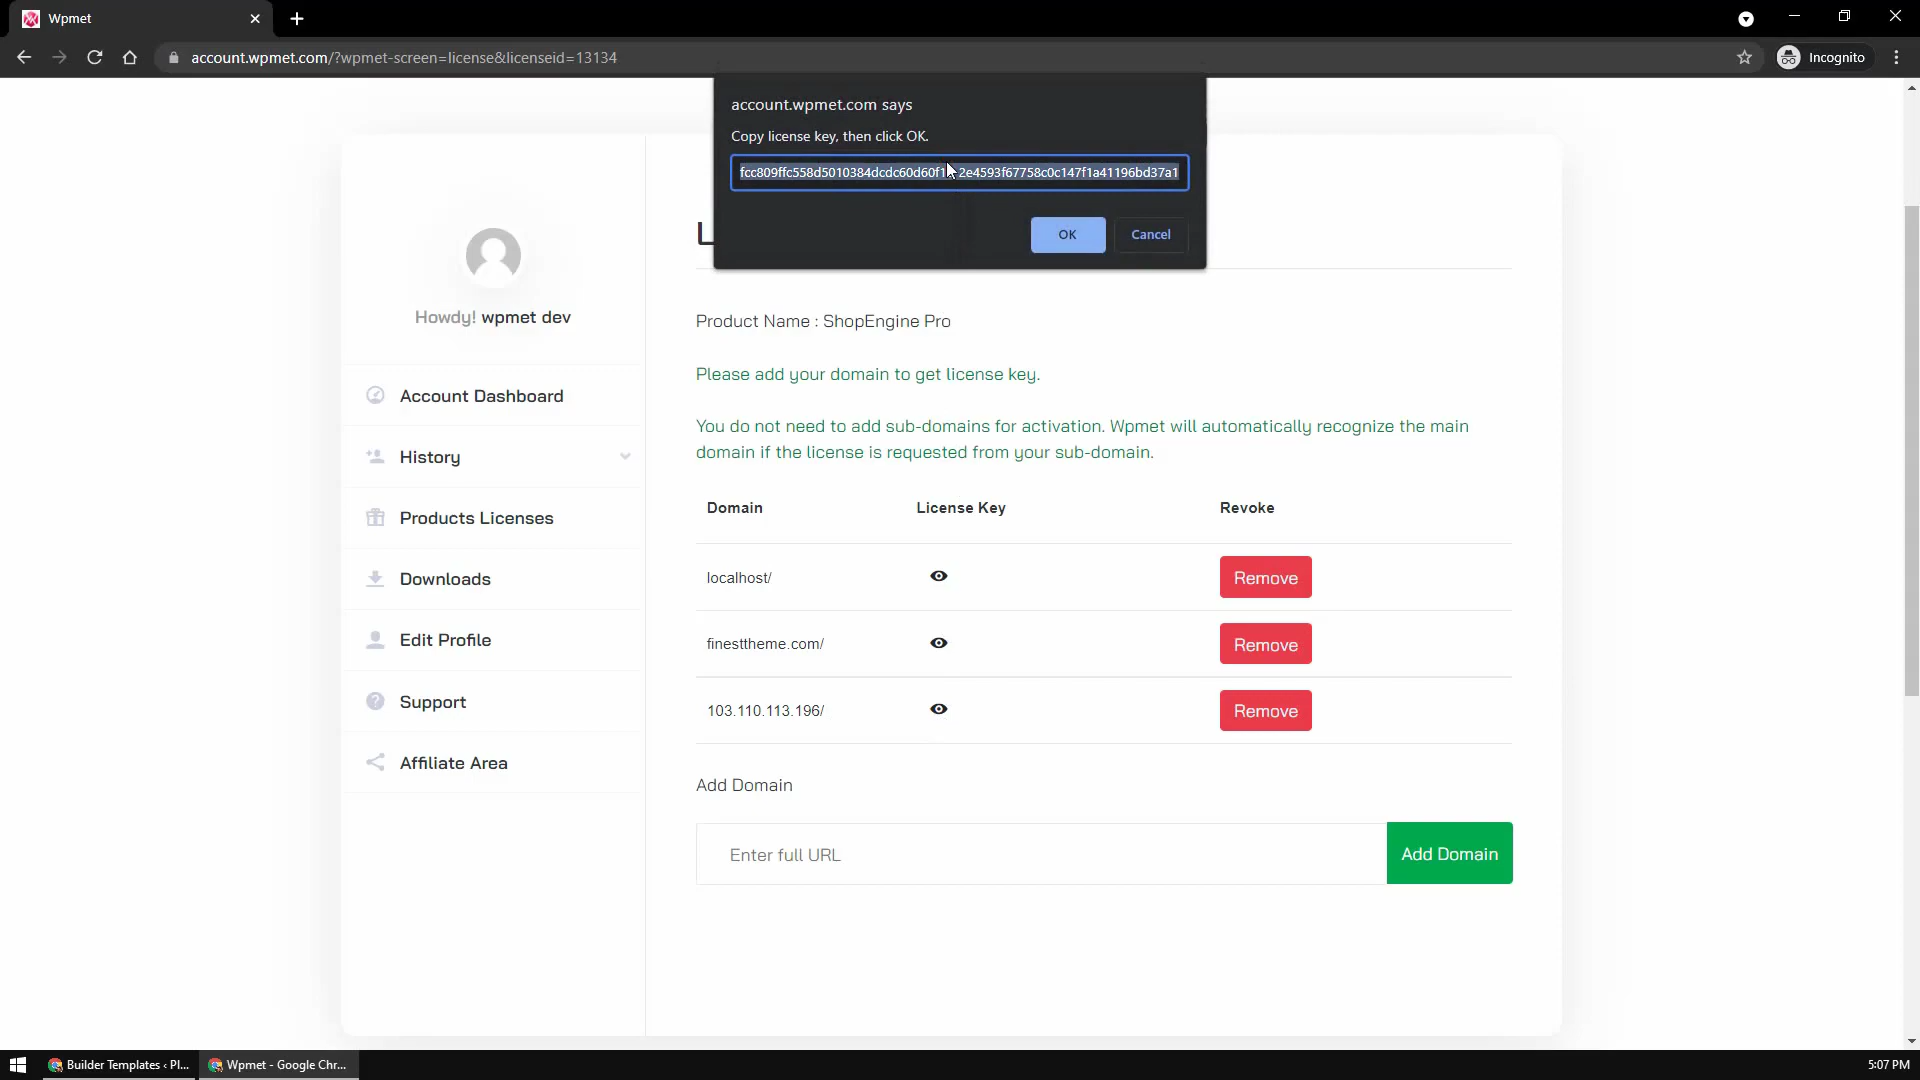 Wpmet
account.wpmet.com/?wpmet-screen=license&licenseid=13134
Incognito
account.wpmet.com says
Copy license key, then click OK.
OK
Cancel
L
Howdy! wpmet dev
Account Dashboard
History
Products Licenses
Downloads
Edit Profile
Support
Affiliate Area
Product Name : ShopEngine Pro
Please add your domain to get license key.
You do not need to add sub-domains for activation. Wpmet will automatically recognize the main
domain if the license is requested from your sub-domain.
Domain License Key Revoke
localhost/ Remove
finesttheme.com/ Remove
103.110.113.196/ Remove
Add Domain
Enter full URL
Add Domain
Builder Templates ‹ Pl...
Wpmet - Google Chr...
5:07 PM